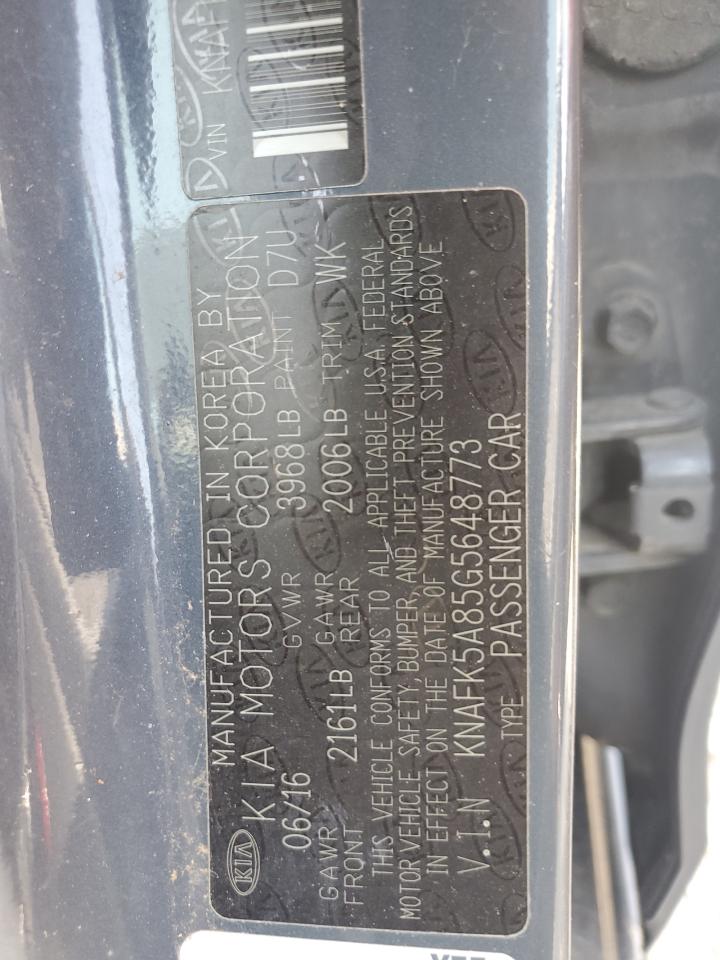 VIN KNAF
MANUFACTURED IN KOREA BY
KIA KIA MOTORS CORPORATION
06/16 GVWR 3968LB PAINT D7U
GAWR FRONT 2161LB GAWR REAR 2006LB TRIM WK
THIS VEHICLE CONFORMS TO ALL APPLICABLE U.S.A. FEDERAL
MOTOR VEHICLE SAFETY, BUMPER, AND THEFT PREVENTION STANDARDS
IN EFFECT ON THE DATE OF MANUFACTURE SHOWN ABOVE
V.I.N KNAFK5A85G5648773
TYPE PASSENGER CAR